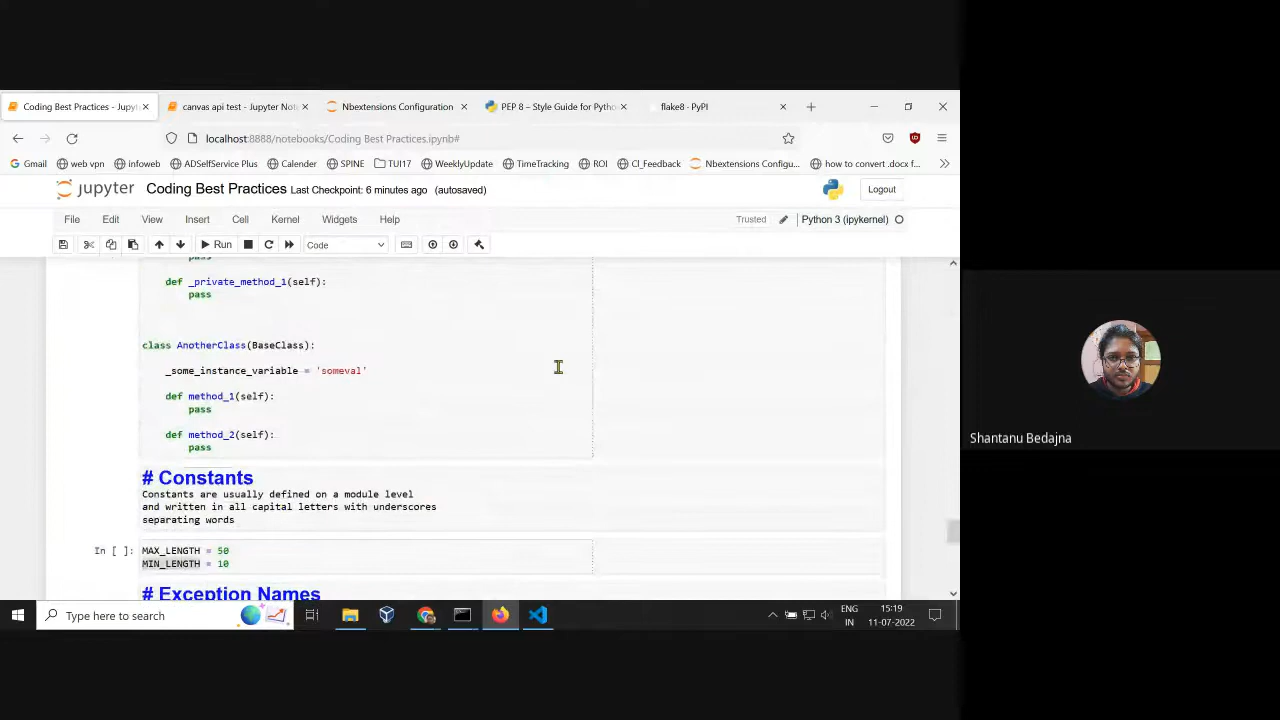 Coding Best Practices - Jupyt
canvas api test - Jupyter Not
Nbextensions Configuration
PEP 8 – Style Guide for Pytho
flake8 · PyPI
localhost:8888/notebooks/Coding Best Practices.ipynb#
Gmail
web vpn
infoweb
ADSelfService Plus
Calender
SPINE
TUI17
WeeklyUpdate
TimeTracking
ROI
CI_Feedback
Nbextensions Configu...
how to convert .docx f...
jupyter Coding Best Practices Last Checkpoint: 6 minutes ago (autosaved)
Logout
File Edit View Insert Cell Kernel Widgets Help
Trusted
Python 3 (ipykernel)
Run
Code
pass
def _private_method_1(self):
pass
class AnotherClass(BaseClass):
_some_instance_variable = 'someval'
def method_1(self):
pass
def method_2(self):
pass
# Constants
Constants are usually defined on a module level
and written in all capital letters with underscores
separating words
In [ ]: MAX_LENGTH = 50
MIN_LENGTH = 10
# Exception Names
Shantanu Bedajna
Type here to search
ENG
IN
15:19
11-07-2022